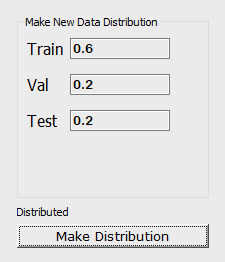 Make New Data Distribution
Train 0.6
Val 0.2
Test 0.2
Distributed
Make Distribution